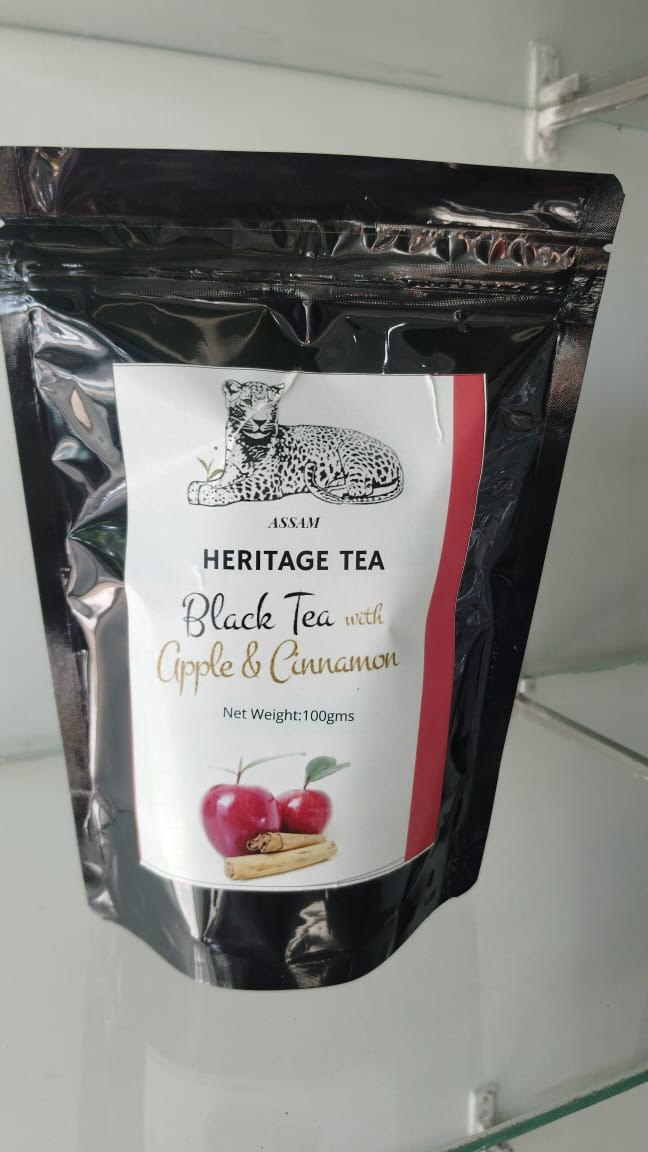 ASSAM
HERITAGE TEA
Black Tea with
Apple & Cinnamon
Net Weight:100gms